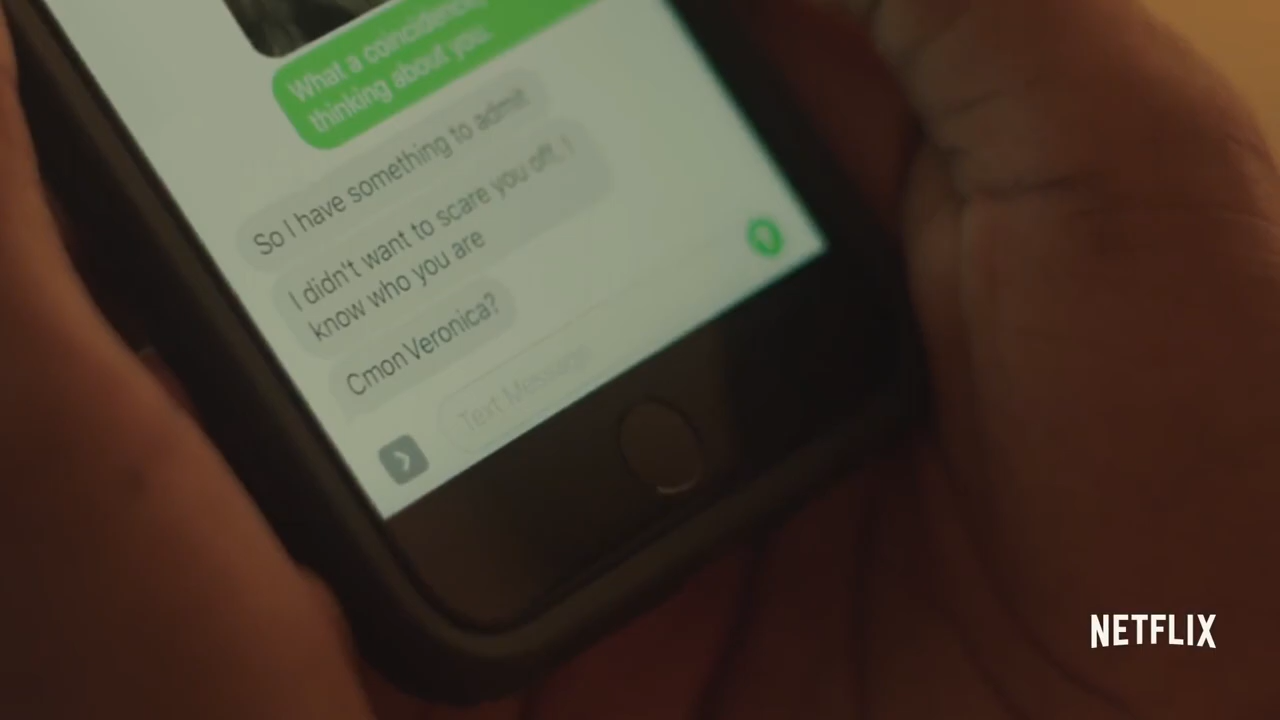 What a coincidence,
thinking about you.
So I have something to admit
I didn't want to scare you off, I
know who you are
Cmon Veronica?
Text Message
NETFLIX